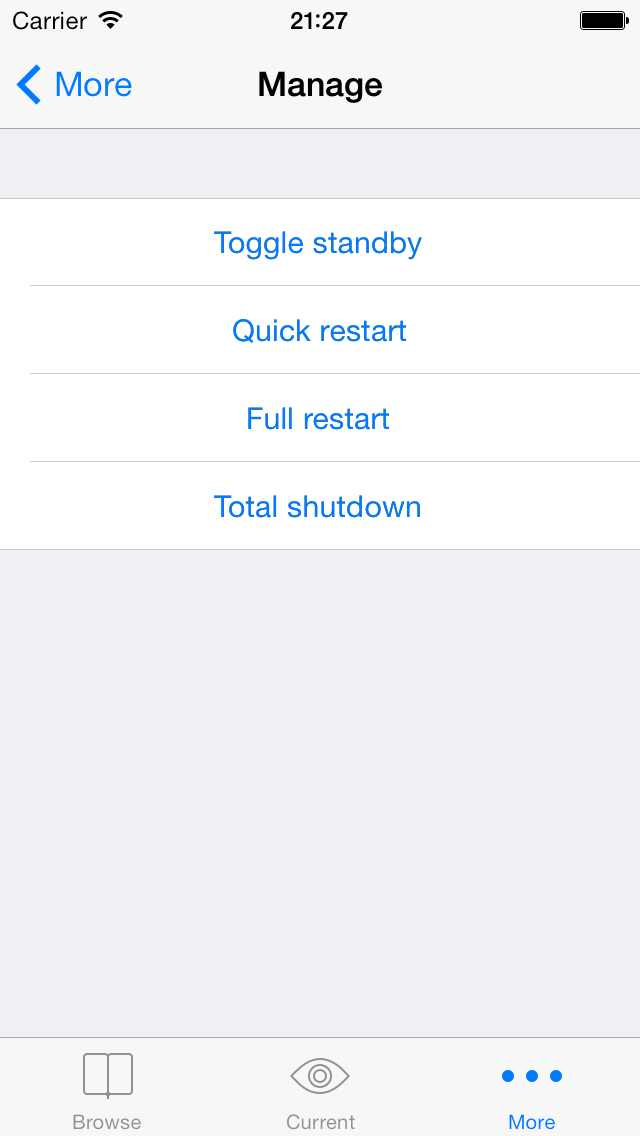 Carrier 21:27
More Manage
Toggle standby
Quick restart
Full restart
Total shutdown
Browse Current More